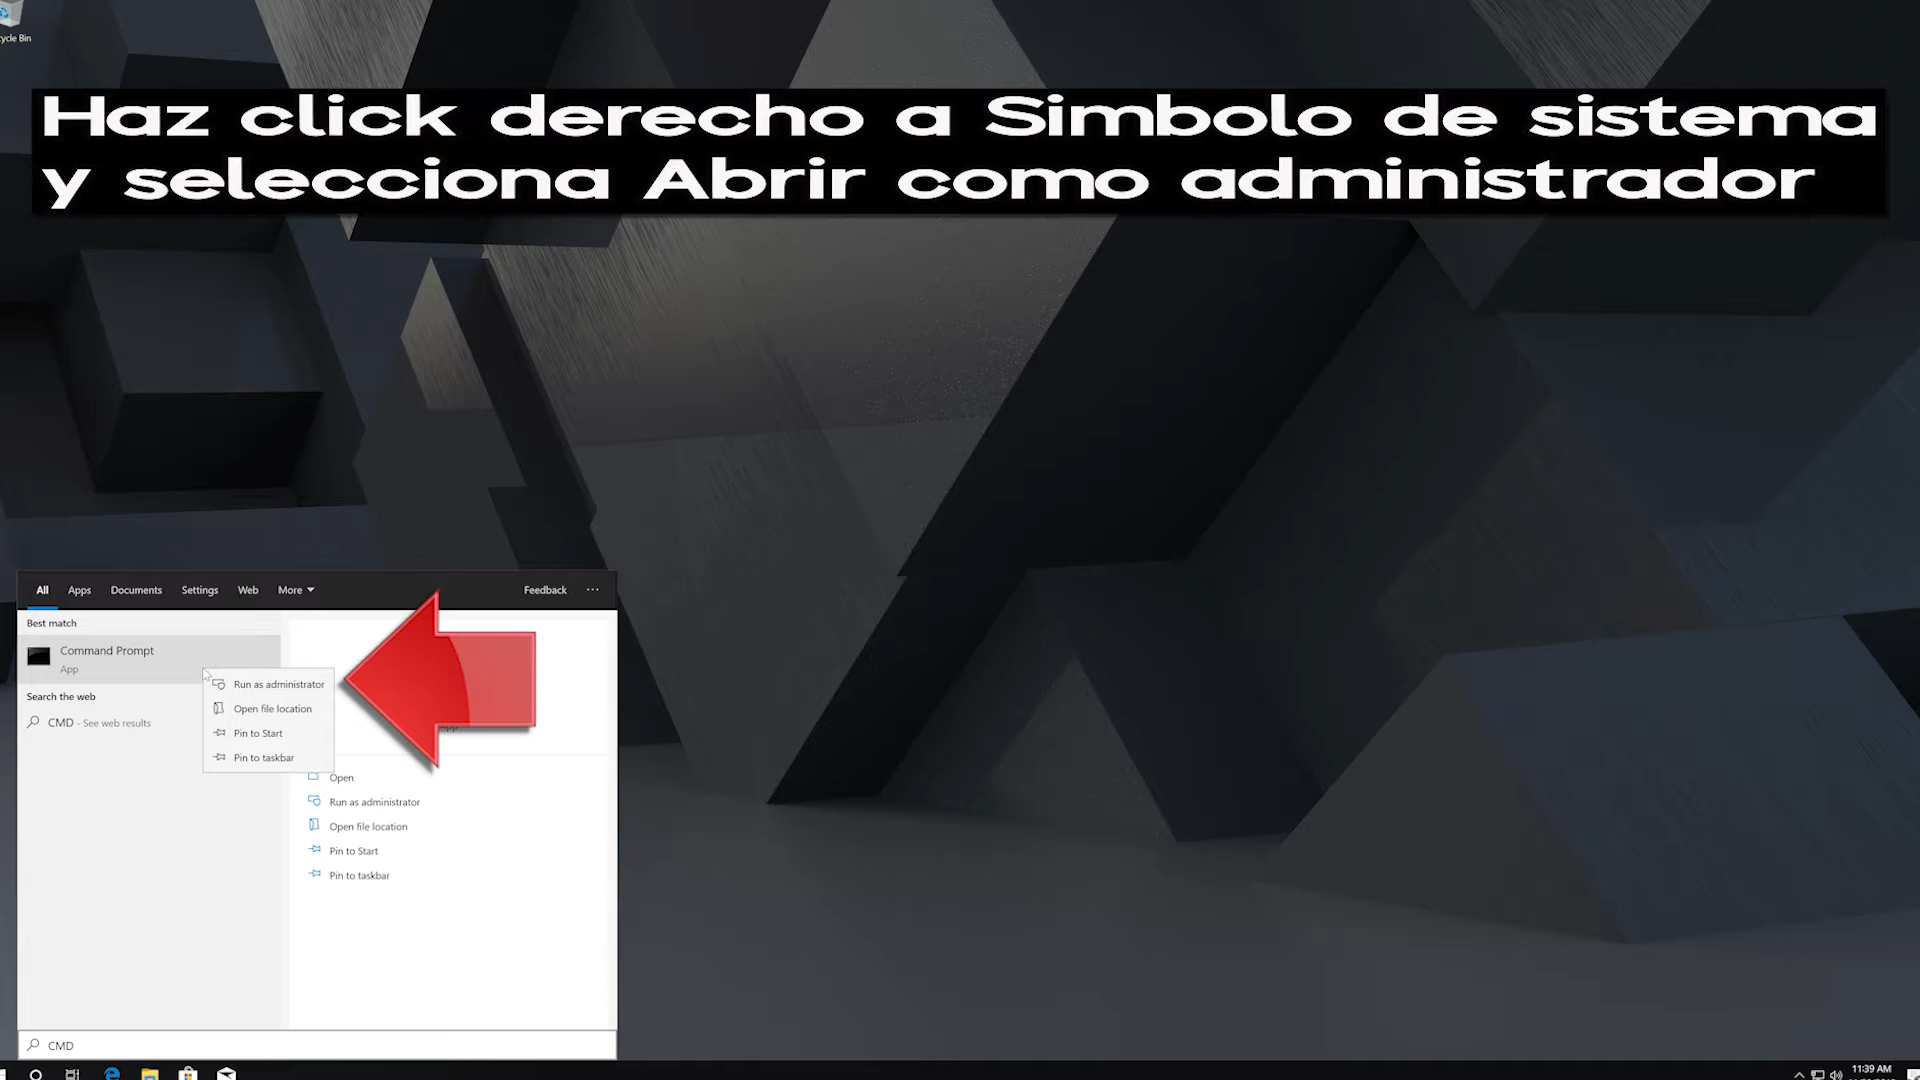 Haz click derecho a Simbolo de sistema
y selecciona Abrir como administrador
All Apps Documents Settings Web More Feedback ...
Best match
Command Prompt
App
Search the web
CMD - See web results
Run as administrator
Open file location
Pin to Start
Pin to taskbar
Open
Run as administrator
Open file location
Pin to Start
Pin to taskbar
CMD
11:39 AM